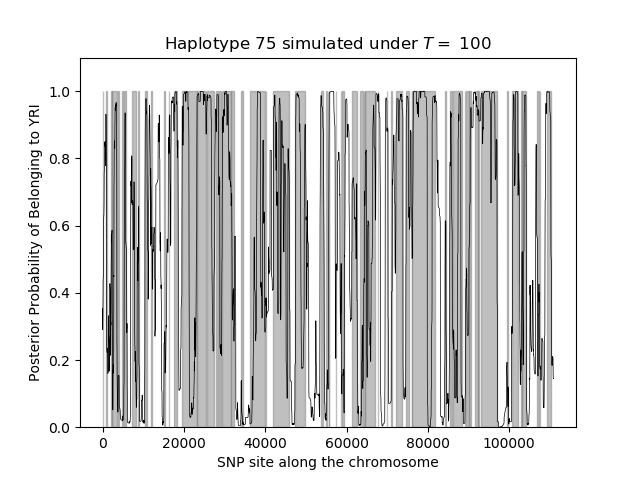 Haplotype 75 simulated under T = 100
Posterior Probability of Belonging to YRI
1.0
0.8
0.6
0.4
0.2
0.0
0 20000 40000 60000 80000 100000
SNP site along the chromosome